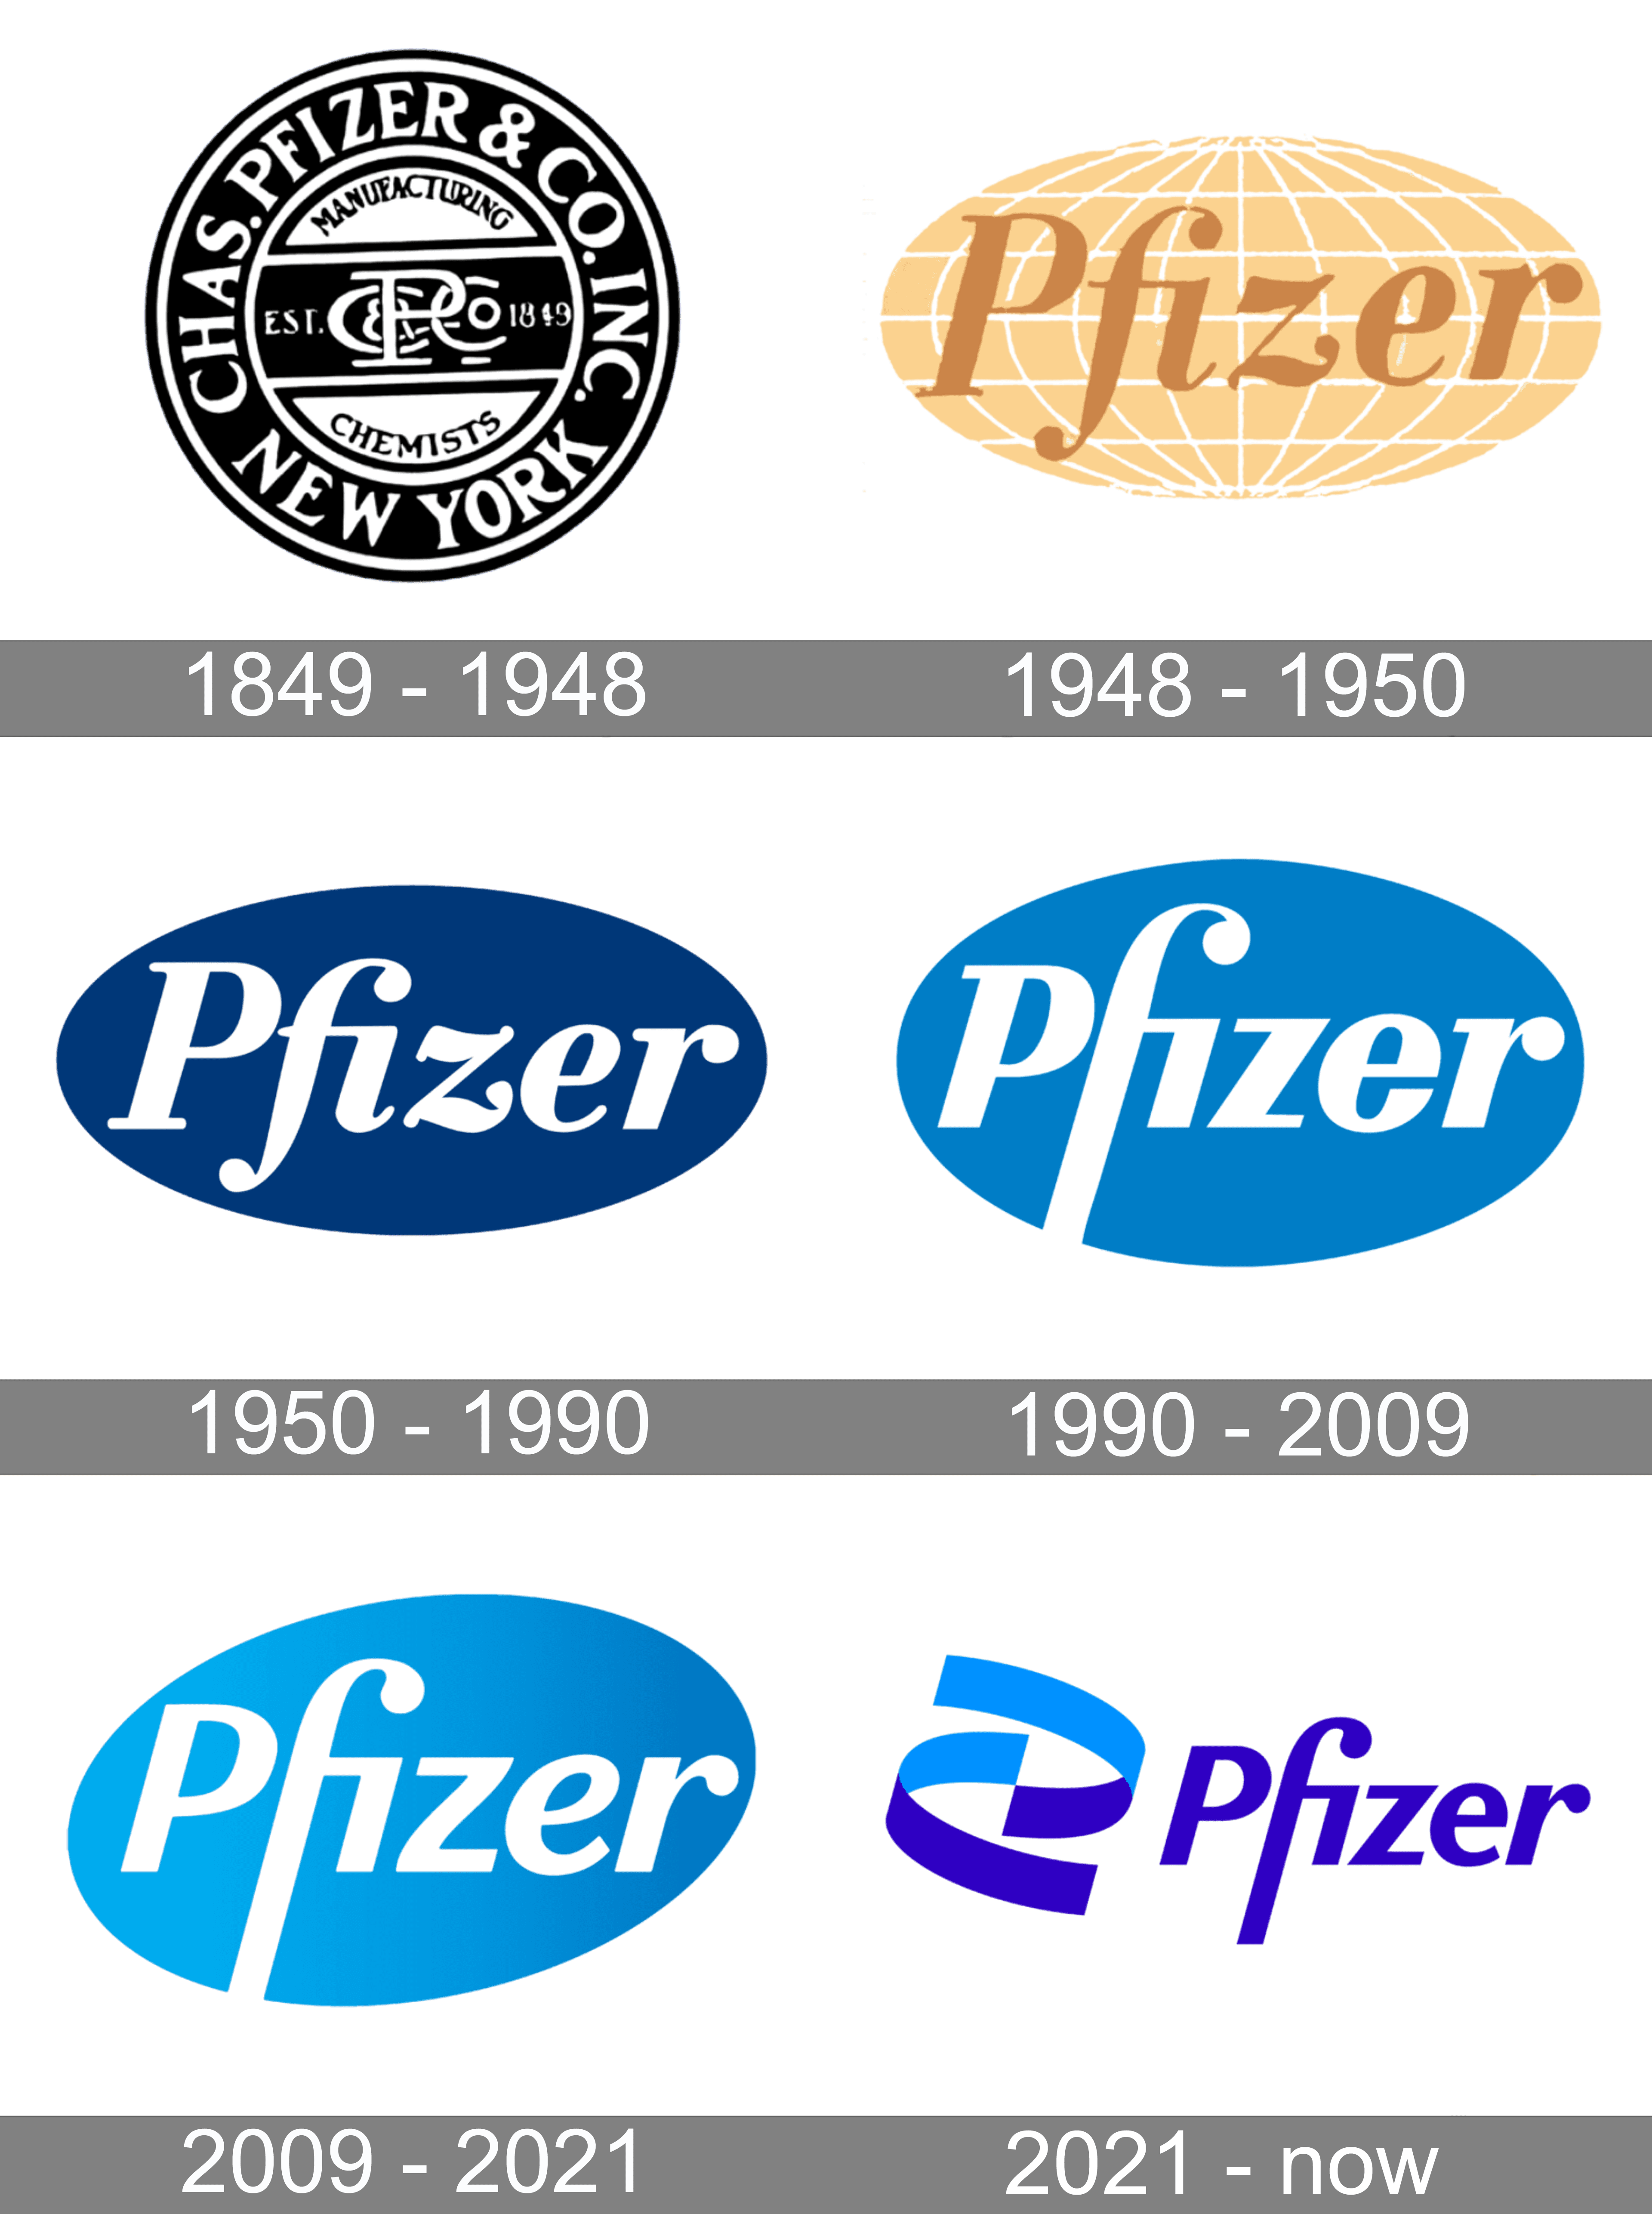 CHAS. PFIZER & CO. INC.
MANUFACTURING
EST. 1849
CHEMISTS
NEW YORK.
Pfizer
1849 - 1948
1948 - 1950
Pfizer
Pfizer
1950 - 1990
1990 - 2009
Pfizer
Pfizer
2009 - 2021
2021 - now